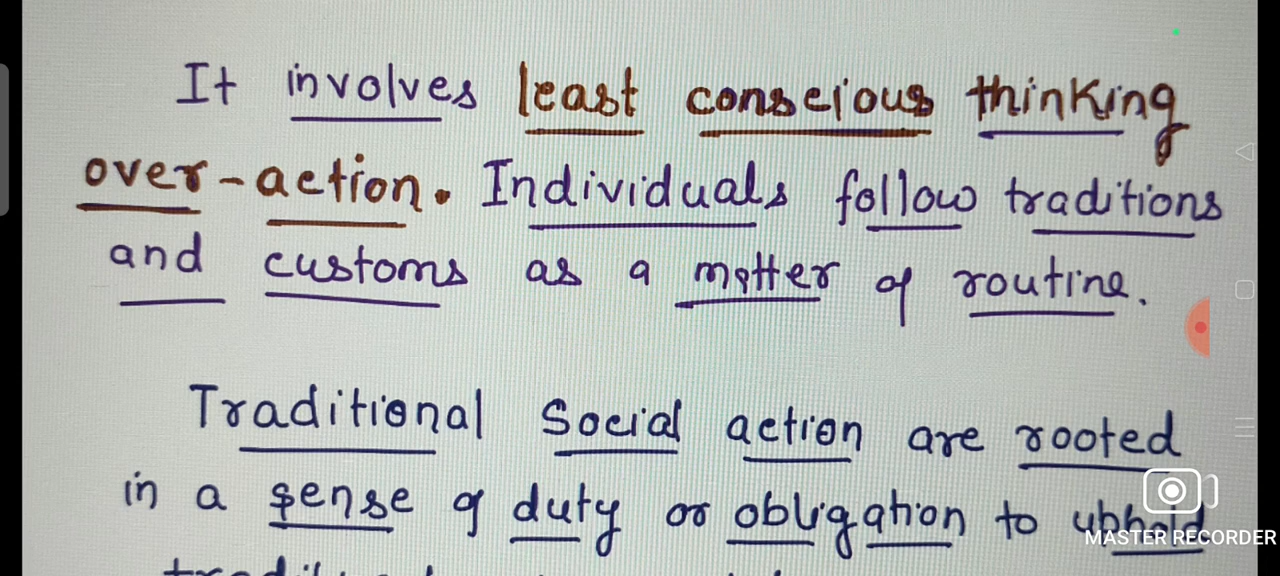 It involves least conscious thinking
over-action. Individuals follow traditions
and customs as a matter of routine.
Traditional Social action are rooted
in a sense of duty or obligation to uphold
MASTER RECORDER